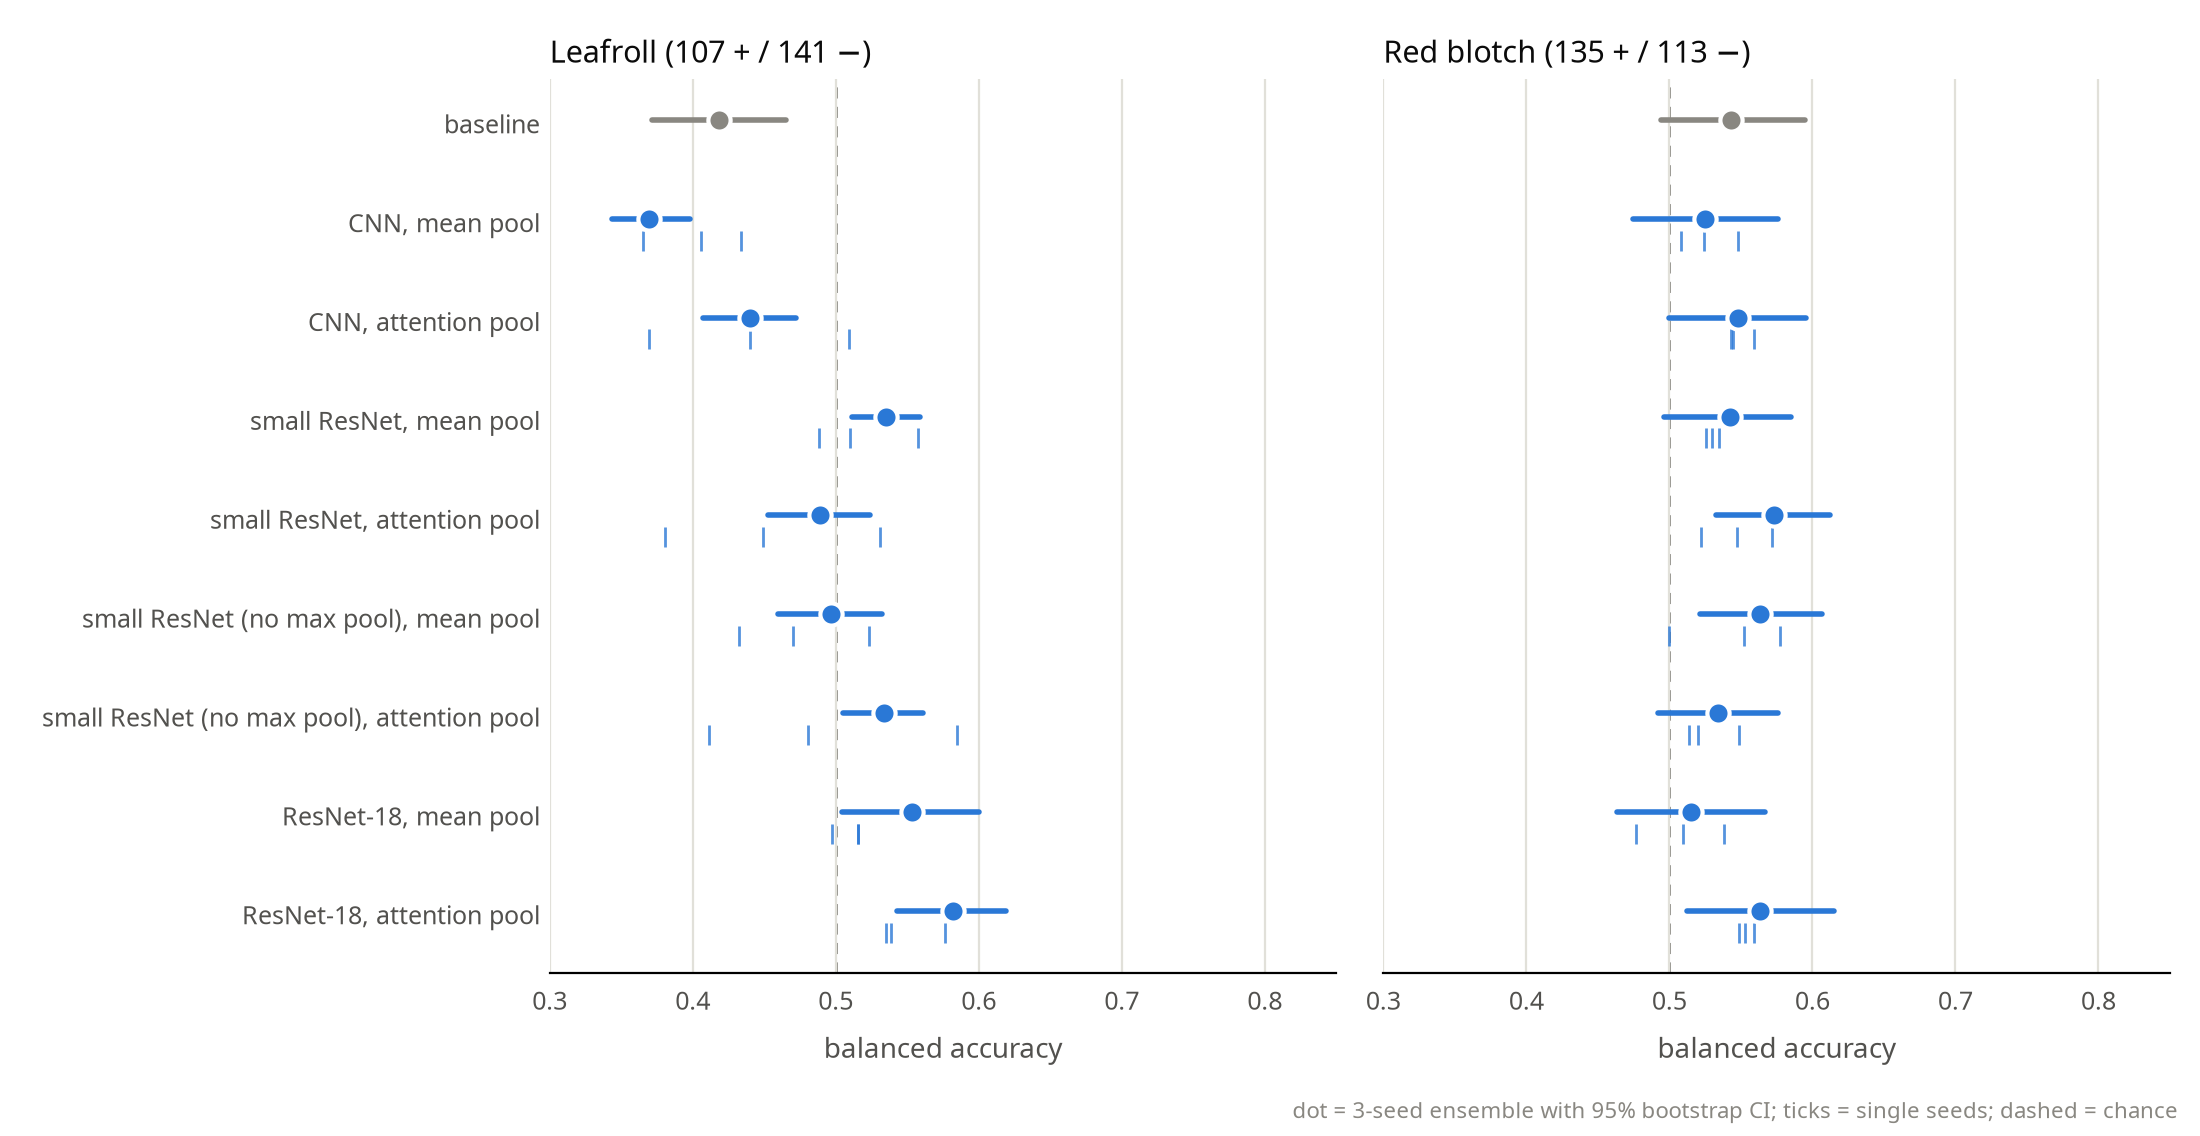 Leafroll (107 + / 141 −)
Red blotch (135 + / 113 −)
baseline
CNN, mean pool
CNN, attention pool
small ResNet, mean pool
small ResNet, attention pool
small ResNet (no max pool), mean pool
small ResNet (no max pool), attention pool
ResNet-18, mean pool
ResNet-18, attention pool
0.3 0.4 0.5 0.6 0.7 0.8
0.3 0.4 0.5 0.6 0.7 0.8
balanced accuracy
balanced accuracy
dot = 3-seed ensemble with 95% bootstrap CI; ticks = single seeds; dashed = chance